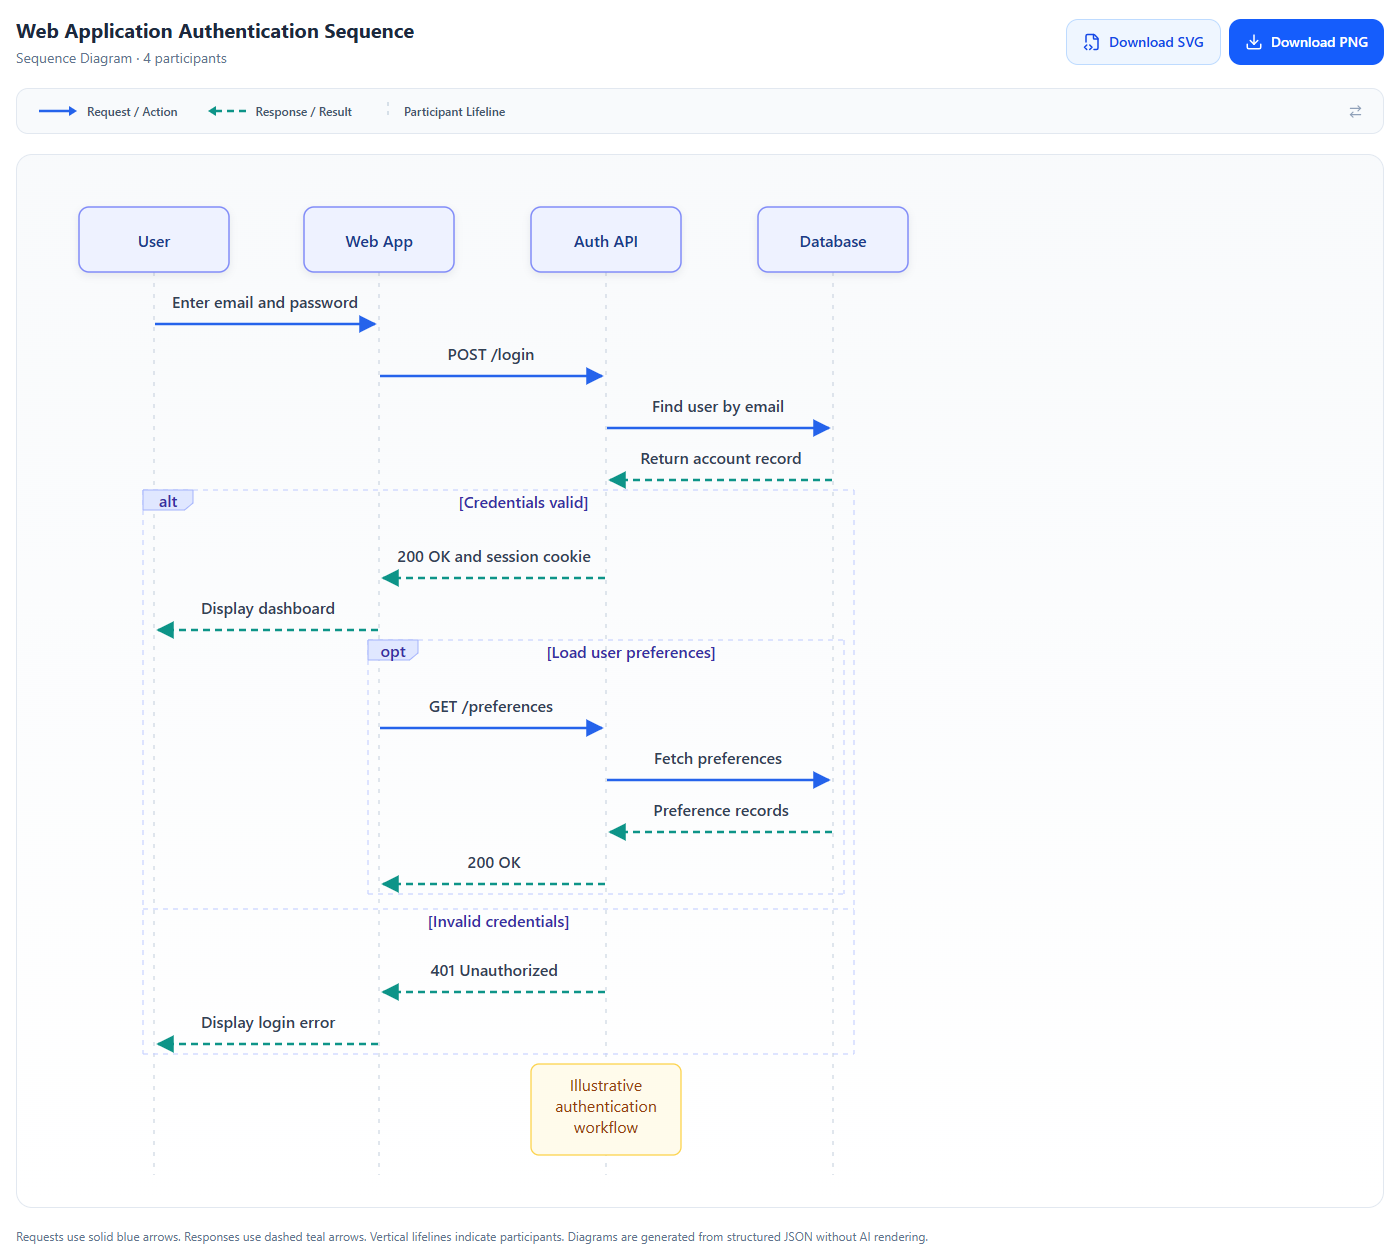 Web Application Authentication Sequence
Sequence Diagram · 4 participants
Download SVG
Download PNG
Request / Action
Response / Result
Participant Lifeline
User
Web App
Auth API
Database
Enter email and password
POST /login
Find user by email
Return account record
alt
[Credentials valid]
200 OK and session cookie
Display dashboard
opt
[Load user preferences]
GET /preferences
Fetch preferences
Preference records
200 OK
[Invalid credentials]
401 Unauthorized
Display login error
Illustrative
authentication
workflow
Requests use solid blue arrows. Responses use dashed teal arrows. Vertical lifelines indicate participants. Diagrams are generated from structured JSON without AI rendering.